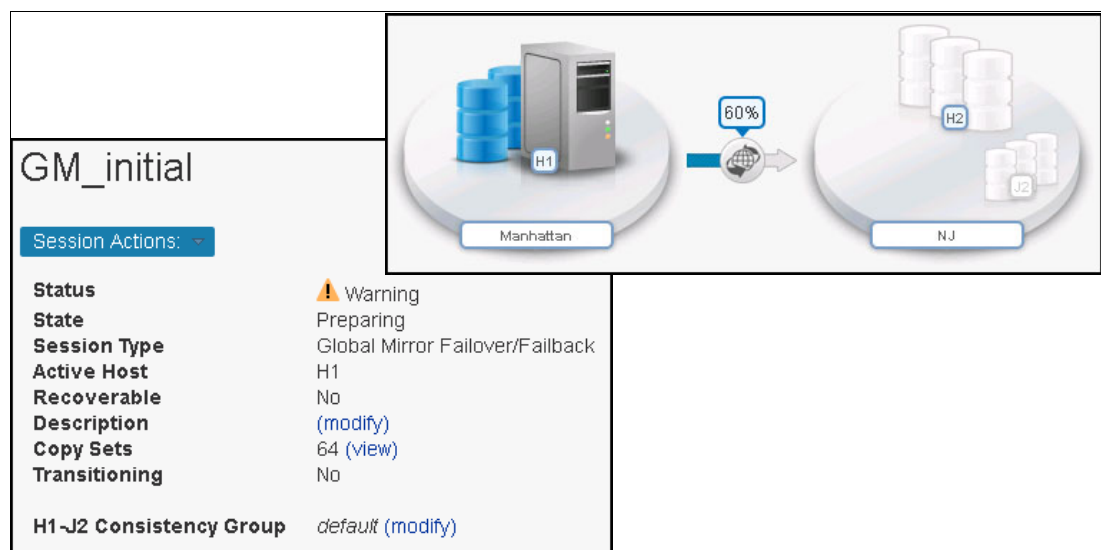 60%
H1
H2
J2
Manhattan
NJ
GM_initial
Session Actions:
Status Warning
State Preparing
Session Type Global Mirror Failover/Failback
Active Host H1
Recoverable No
Description (modify)
Copy Sets 64 (view)
Transitioning No
H1-J2 Consistency Group default (modify)